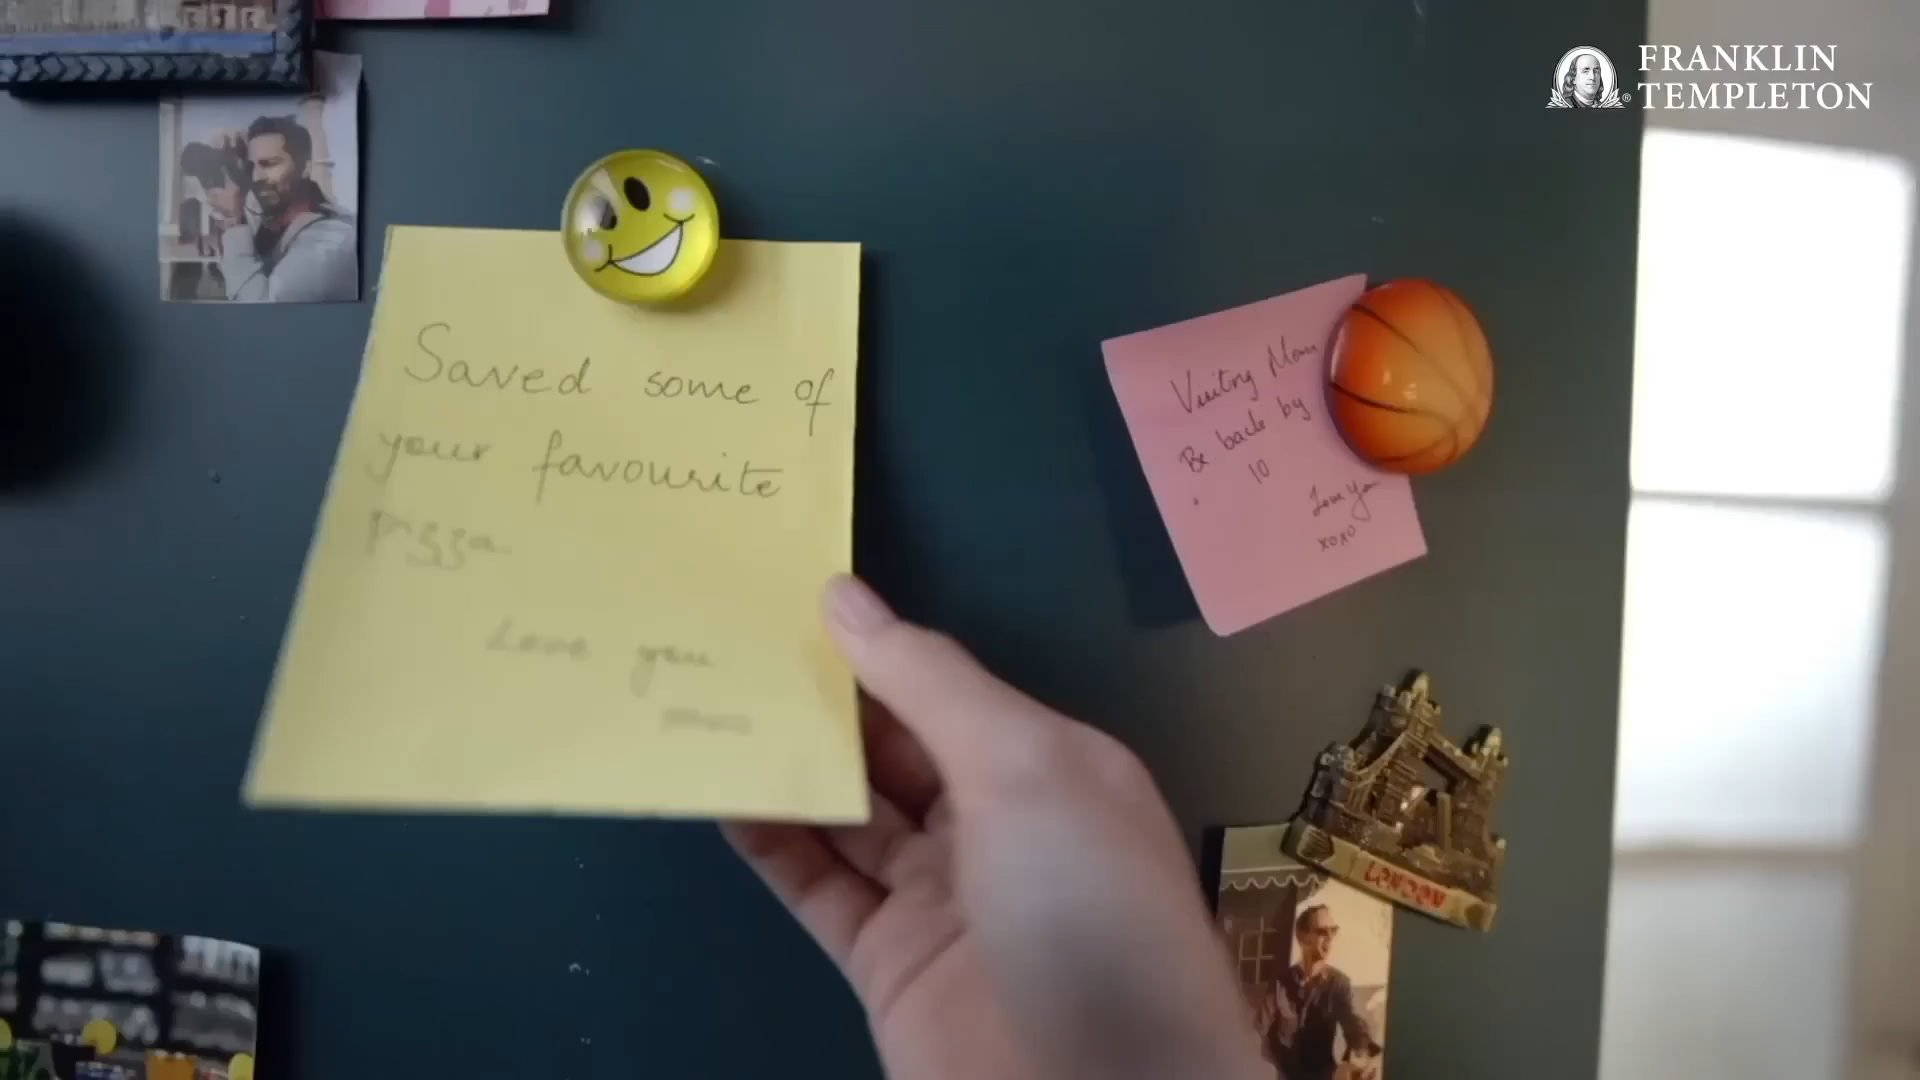 FRANKLIN
TEMPLETON
Saved some of
your favourite
pizza
Love you
Visiting Mom
Be back by
10
Love You
xoxo
LONDON